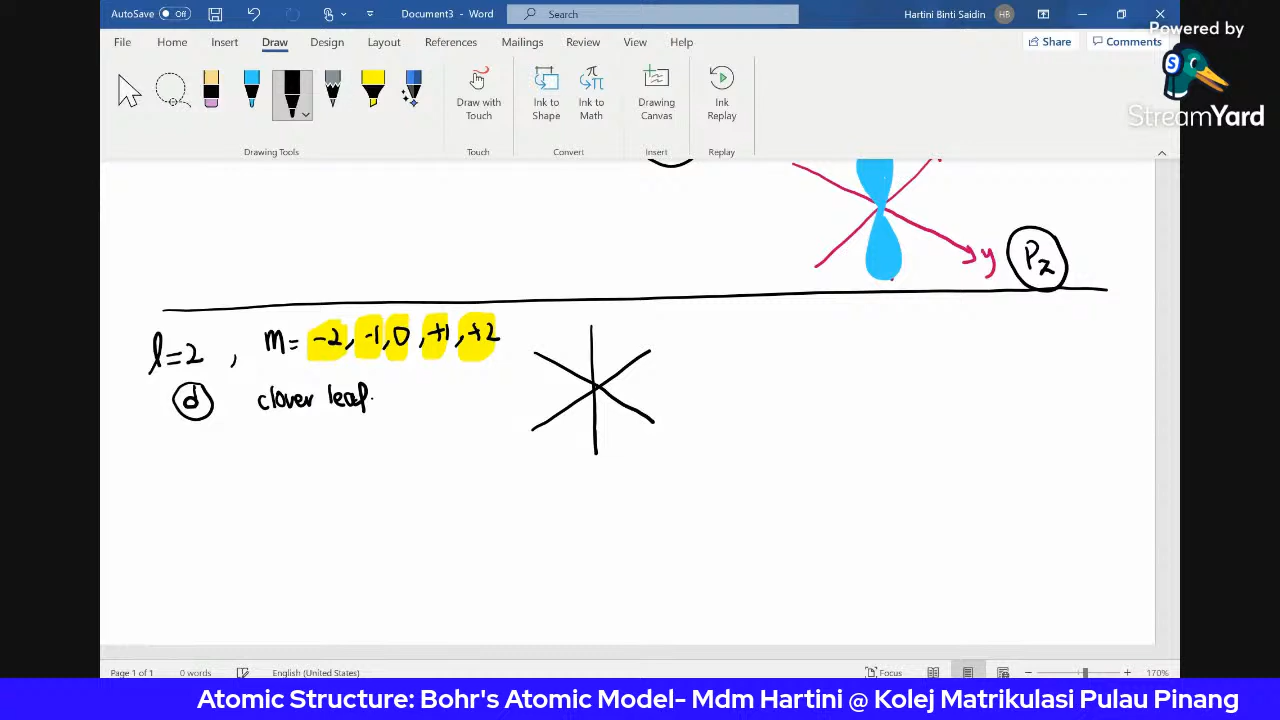 AutoSave Off Document3 - Word Search Hartini Binti Saidin HB
Powered by
StreamYard
File Home Insert Draw Design Layout References Mailings Review View Help Share Comments
Draw with Touch Ink to Shape Ink to Math Drawing Canvas Ink Replay
Drawing Tools Touch Convert Insert Replay
y Pz
l=2 , m= -2, -1, 0, +1, +2
d clover leaf.
Page 1 of 1 0 words English (United States) Focus 170%
Atomic Structure: Bohr's Atomic Model- Mdm Hartini @ Kolej Matrikulasi Pulau Pinang